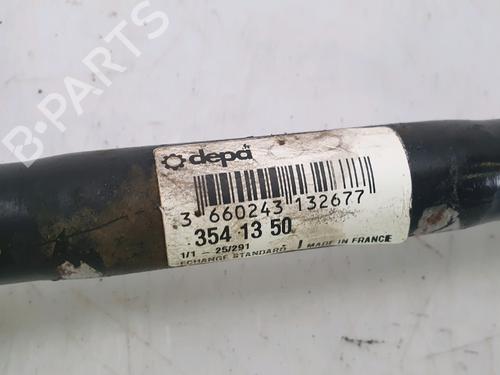 depa
3 660243 132677
354 13 50
1/1 - 25/291
ECHANGE STANDARD / MADE IN FRANCE
B-PARTS